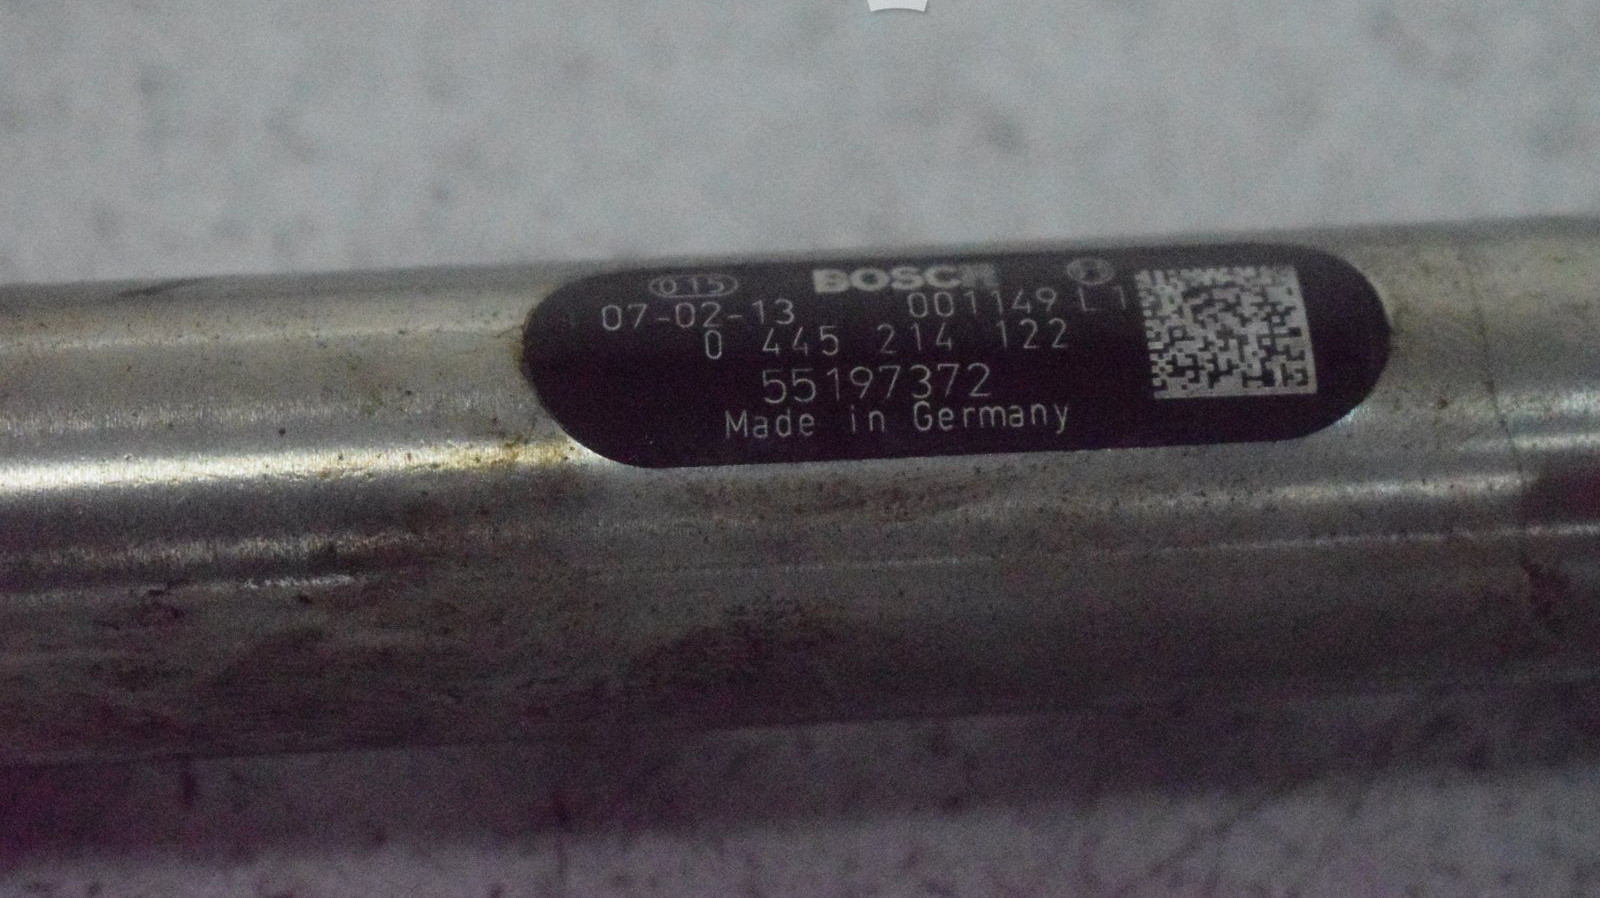 015 BOSCH
07-02-13 001149 L1
0 445 214 122
55197372
Made in Germany